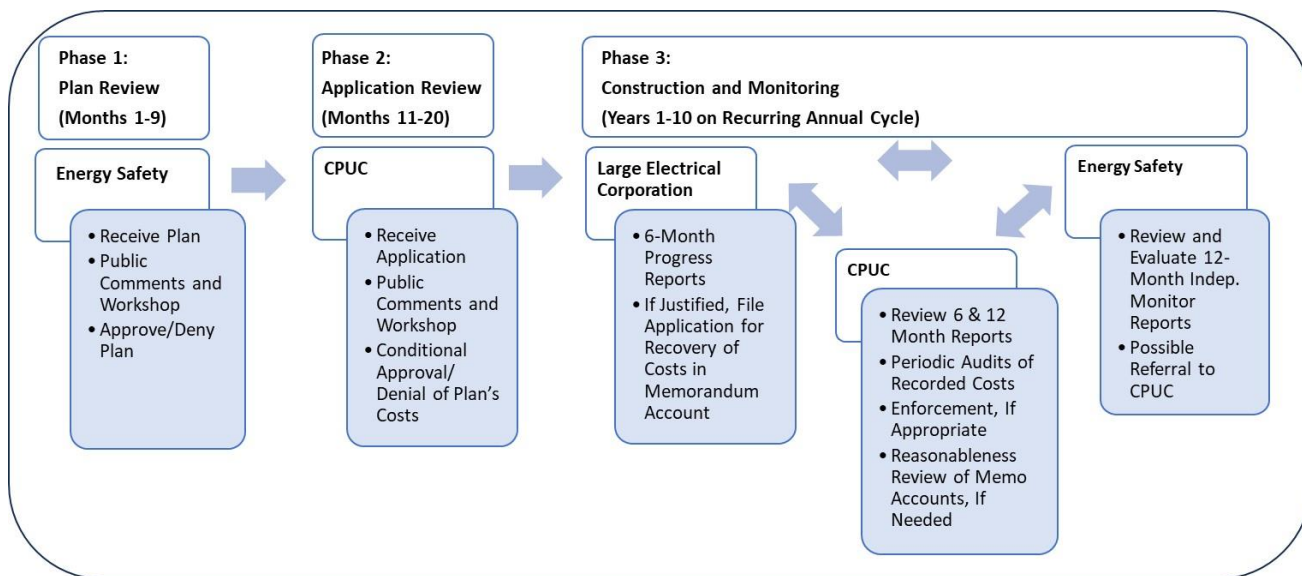 Phase 1:
Plan Review
(Months 1-9)
Energy Safety
• Receive Plan
• Public
Comments and
Workshop
• Approve/Deny
Plan
Phase 2:
Application Review
(Months 11-20)
CPUC
• Receive
Application
• Public
Comments and
Workshop
• Conditional
Approval/
Denial of Plan's
Costs
Phase 3:
Construction and Monitoring
(Years 1-10 on Recurring Annual Cycle)
Large Electrical
Corporation
• 6-Month
Progress
Reports
• If Justified, File
Application for
Recovery of
Costs in
Memorandum
Account
CPUC
• Review 6 & 12
Month Reports
• Periodic Audits of
Recorded Costs
• Enforcement, If
Appropriate
• Reasonableness
Review of Memo
Accounts, If
Needed
Energy Safety
• Review and
Evaluate 12-
Month Indep.
Monitor
Reports
• Possible
Referral to
CPUC